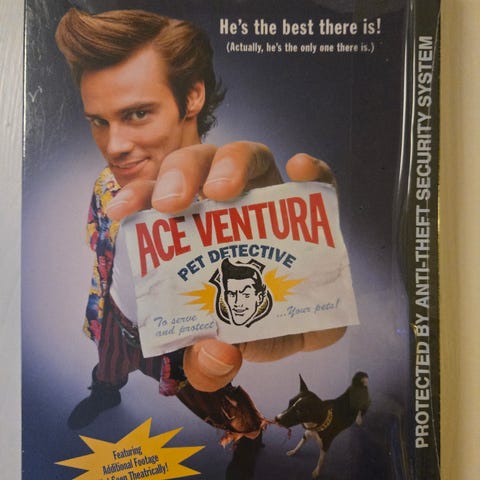 He's the best there is!
(Actually, he's the only one there is.)
ACE VENTURA
PET DETECTIVE
To serve
and protect
...Your pets!
Featuring
Additional Footage
Seen Theatrically!
PROTECTED BY ANTI-THEFT SECURITY SYSTEM